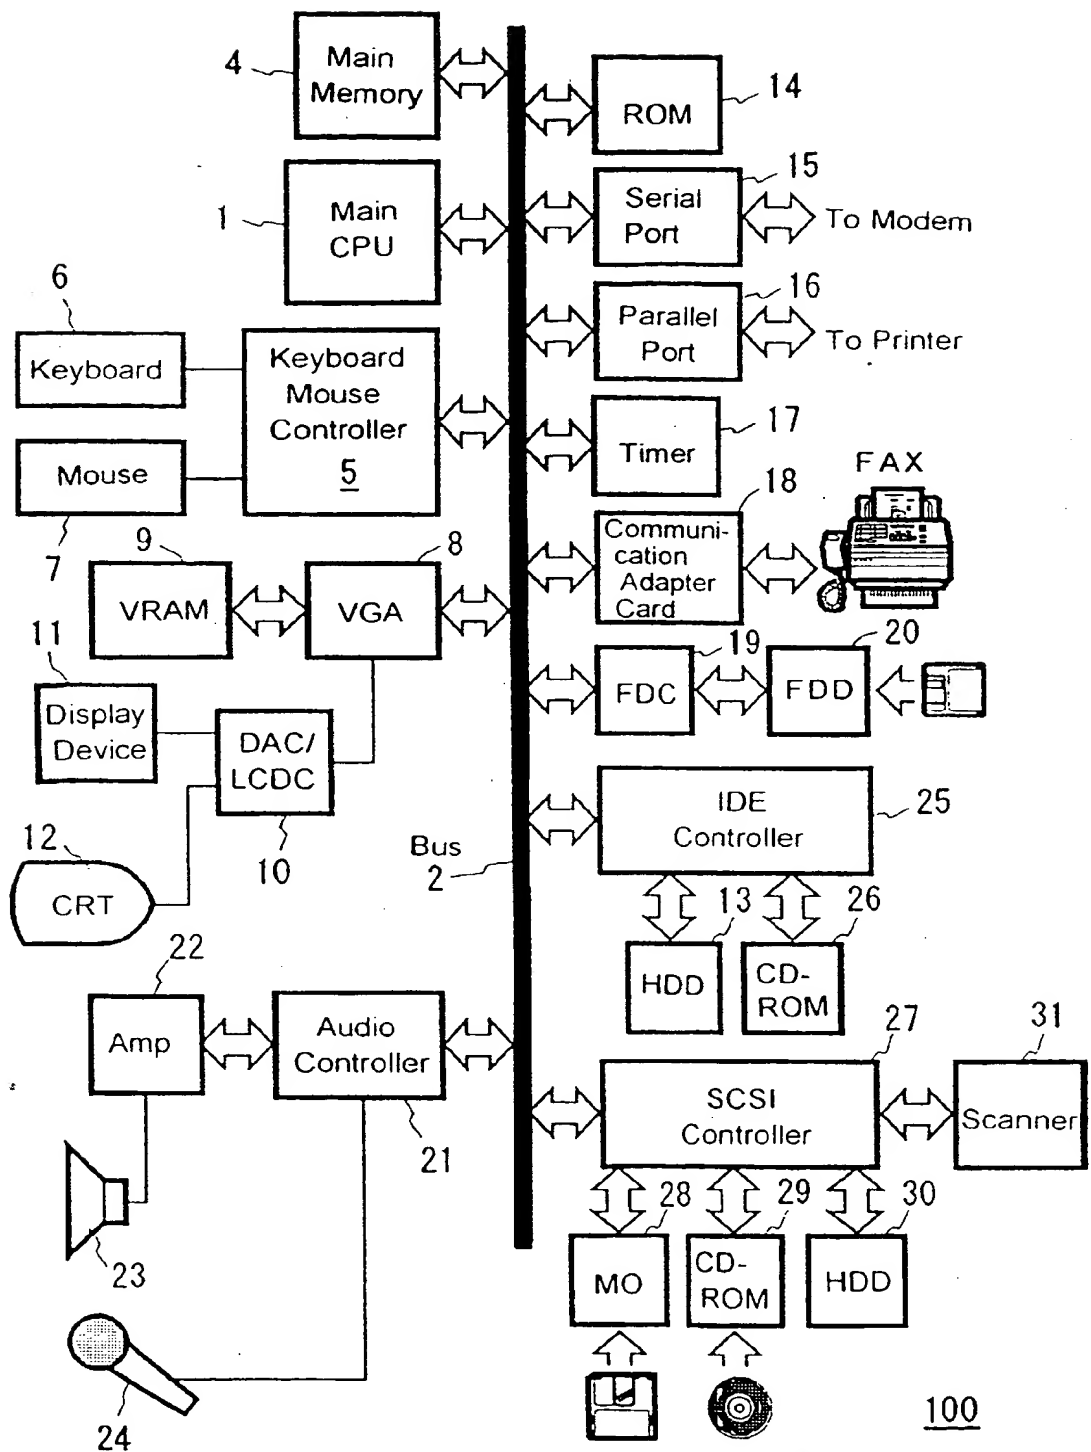 4
Main
Memory
ROM
14
1
Main
CPU
15
Serial
Port
To Modem
6
Keyboard
Keyboard
Mouse
Controller
5
16
Parallel
Port
To Printer
Mouse
7
17
Timer
FAX
18
Communi-
cation
Adapter
Card
9
VRAM
8
VGA
19
FDC
20
FDD
11
Display
Device
DAC/
LCDC
10
12
CRT
Bus
2
IDE
Controller
25
13
HDD
26
CD-
ROM
22
Amp
Audio
Controller
21
27
SCSI
Controller
31
Scanner
23
28
MO
29
CD-
ROM
30
HDD
24
100